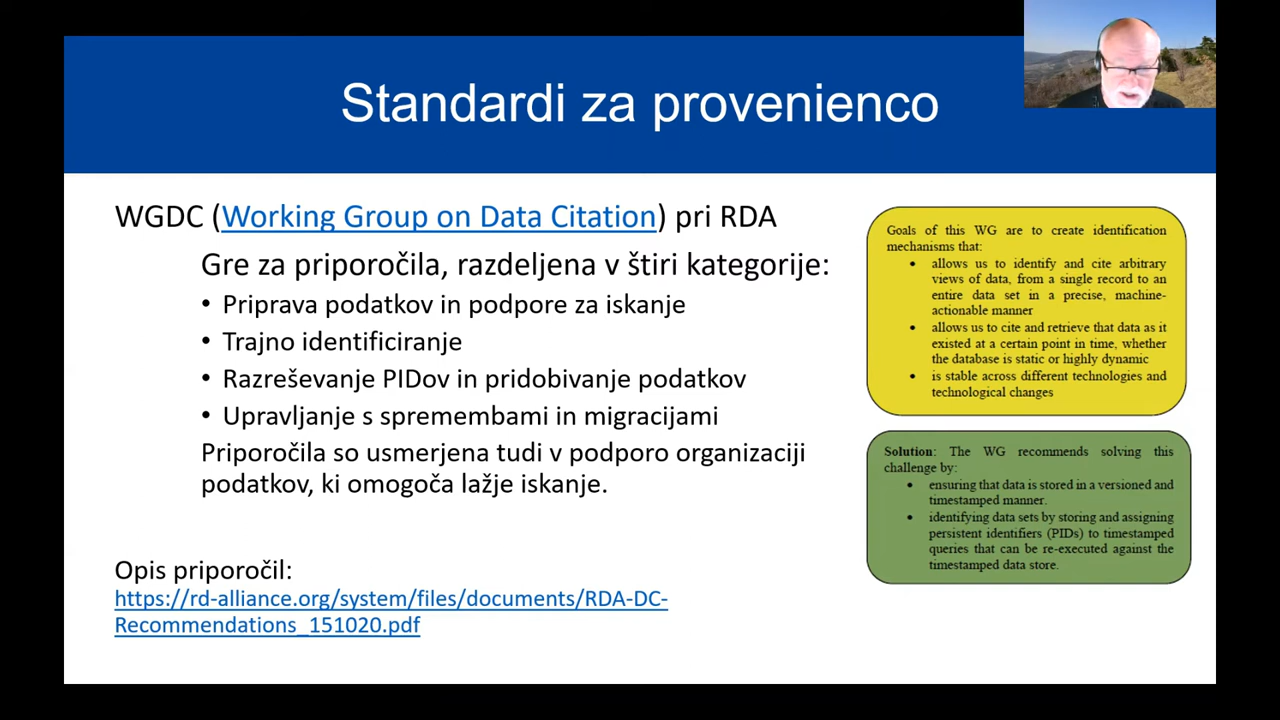 Standardi za provenienco
WGDC (Working Group on Data Citation) pri RDA
Gre za priporočila, razdeljena v štiri kategorije:
• Priprava podatkov in podpore za iskanje
• Trajno identificiranje
• Razreševanje PIDov in pridobivanje podatkov
• Upravljanje s spremembami in migracijami
Priporočila so usmerjena tudi v podporo organizaciji
podatkov, ki omogoča lažje iskanje.
Opis priporočil:
https://rd-alliance.org/system/files/documents/RDA-DC-
Recommendations_151020.pdf
Goals of this WG are to create identification
mechanisms that:
• allows us to identify and cite arbitrary
views of data, from a single record to an
entire data set in a precise, machine-
actionable manner
• allows us to cite and retrieve that data as it
existed at a certain point in time, whether
the database is static or highly dynamic
• is stable across different technologies and
technological changes
Solution: The WG recommends solving this
challenge by:
• ensuring that data is stored in a versioned and
timestamped manner.
• identifying data sets by storing and assigning
persistent identifiers (PIDs) to timestamped
queries that can be re-executed against the
timestamped data store.